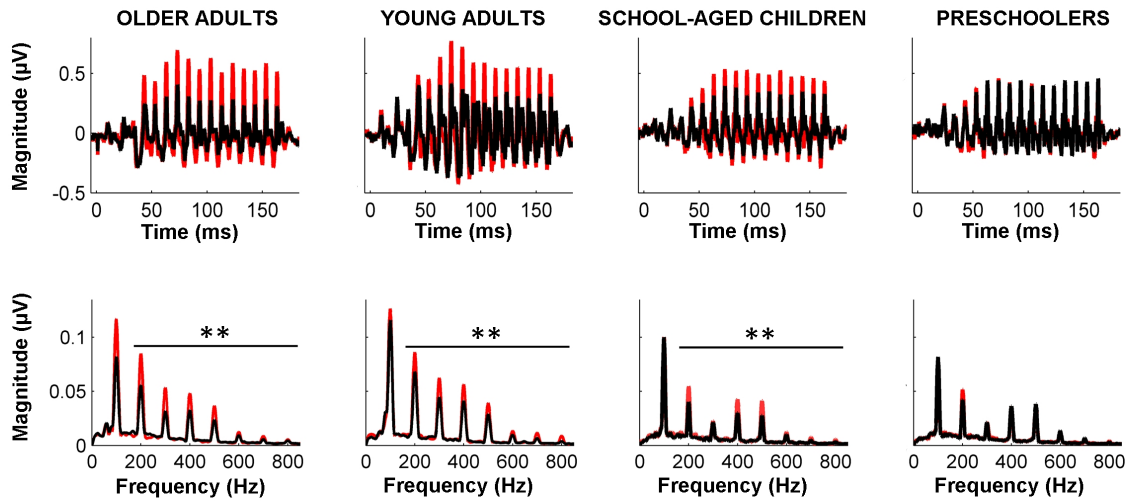 OLDER ADULTS YOUNG ADULTS SCHOOL-AGED CHILDREN PRESCHOOLERS
Magnitude (µV)
0.5
0
-0.5
0 50 100 150 0 50 100 150 0 50 100 150 0 50 100 150
Time (ms) Time (ms) Time (ms) Time (ms)
Magnitude (µV)
0.1
0.05
0
** ** **
0 200 400 600 800 0 200 400 600 800 0 200 400 600 800 0 200 400 600 800
Frequency (Hz) Frequency (Hz) Frequency (Hz) Frequency (Hz)